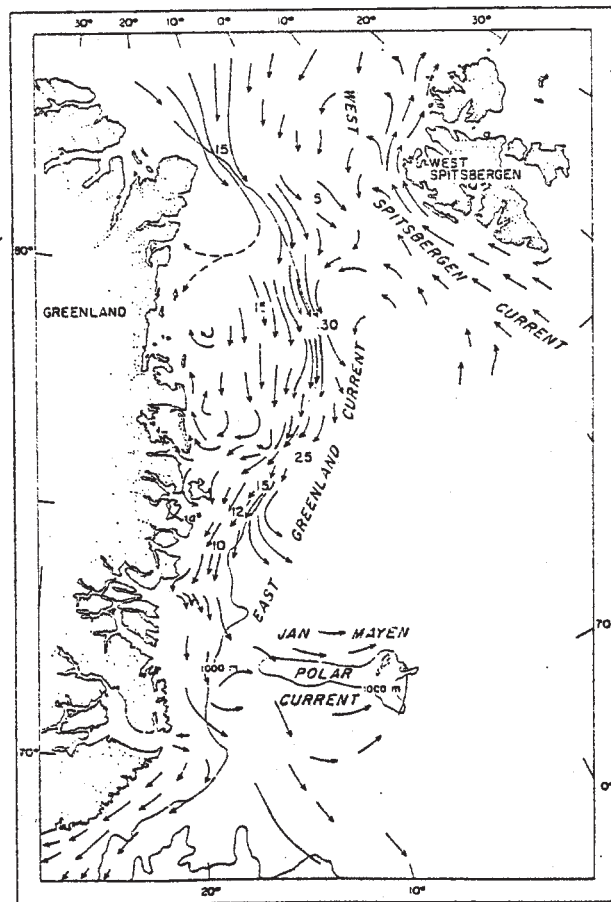 30° 20° 10° 0° 10° 20° 30°
WEST
15
WEST
SPITSBERGEN
5
SPITSBERGEN
80°
CURRENT
GREENLAND
30
CURRENT
25
GREENLAND
15
12
10
EAST
JAN MAYEN
70°
1000 m
POLAR
1000 m
CURRENT
70°
0°
20° 10°